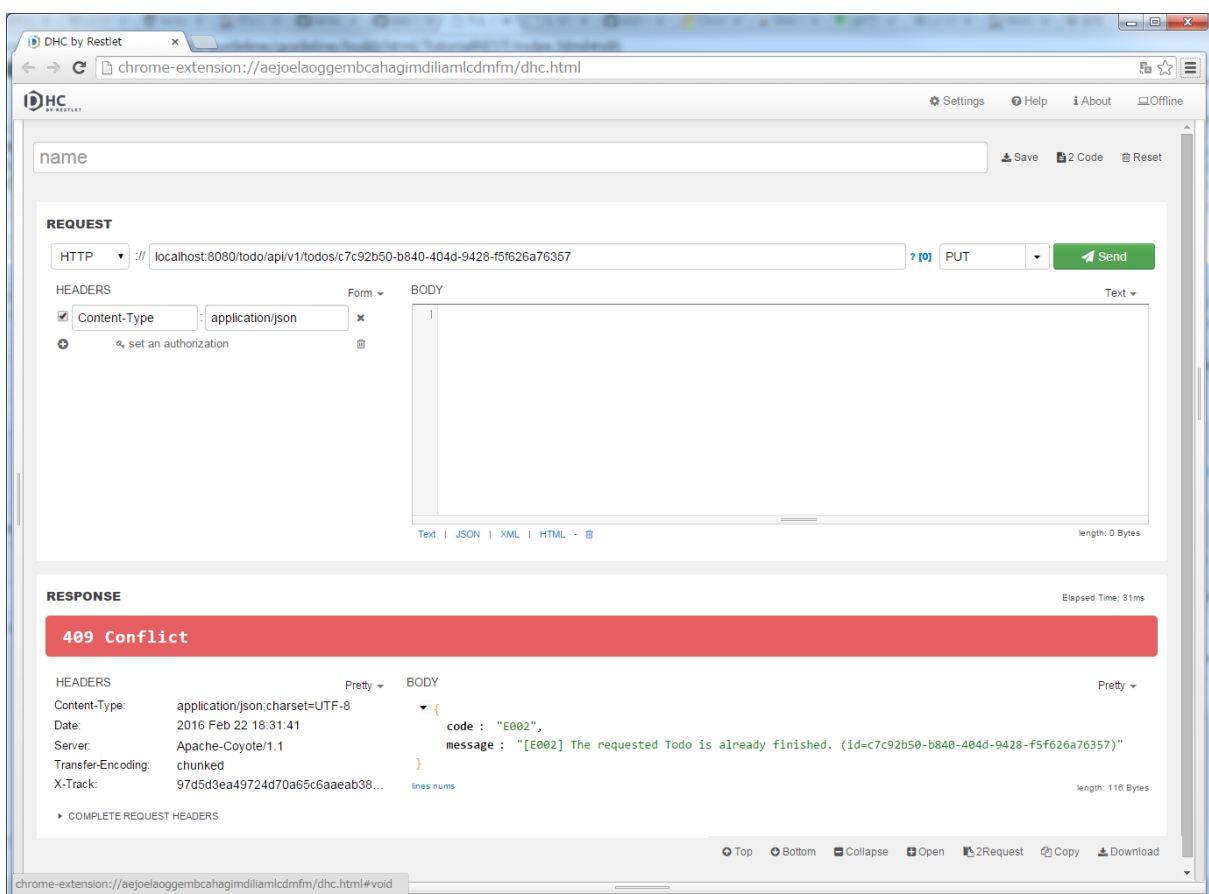 DHC by Restlet
chrome-extension://aejoelaoggembcahagimdiliamlcdmfm/dhc.html
DHC BY RESTLET Settings Help About Offline
name Save 2 Code Reset
REQUEST
HTTP :// localhost:8080/todo/api/v1/todos/c7c92b50-b840-404d-9428-f5f626a76357 ? [0] PUT Send
HEADERS Form BODY Text
Content-Type : application/json 1
set an authorization
Text | JSON | XML | HTML - length: 0 Bytes
RESPONSE Elapsed Time: 31ms
409 Conflict
HEADERS Pretty BODY Pretty
Content-Type: application/json;charset=UTF-8 {
Date: 2016 Feb 22 18:31:41 code : "E002",
Server: Apache-Coyote/1.1 message : "[E002] The requested Todo is already finished. (id=c7c92b50-b840-404d-9428-f5f626a76357)"
Transfer-Encoding: chunked }
X-Track: 97d5d3ea49724d70a65c6aaeab38... lines nums length: 116 Bytes
COMPLETE REQUEST HEADERS
Top Bottom Collapse Open 2Request Copy Download
chrome-extension://aejoelaoggembcahagimdiliamlcdmfm/dhc.html#void